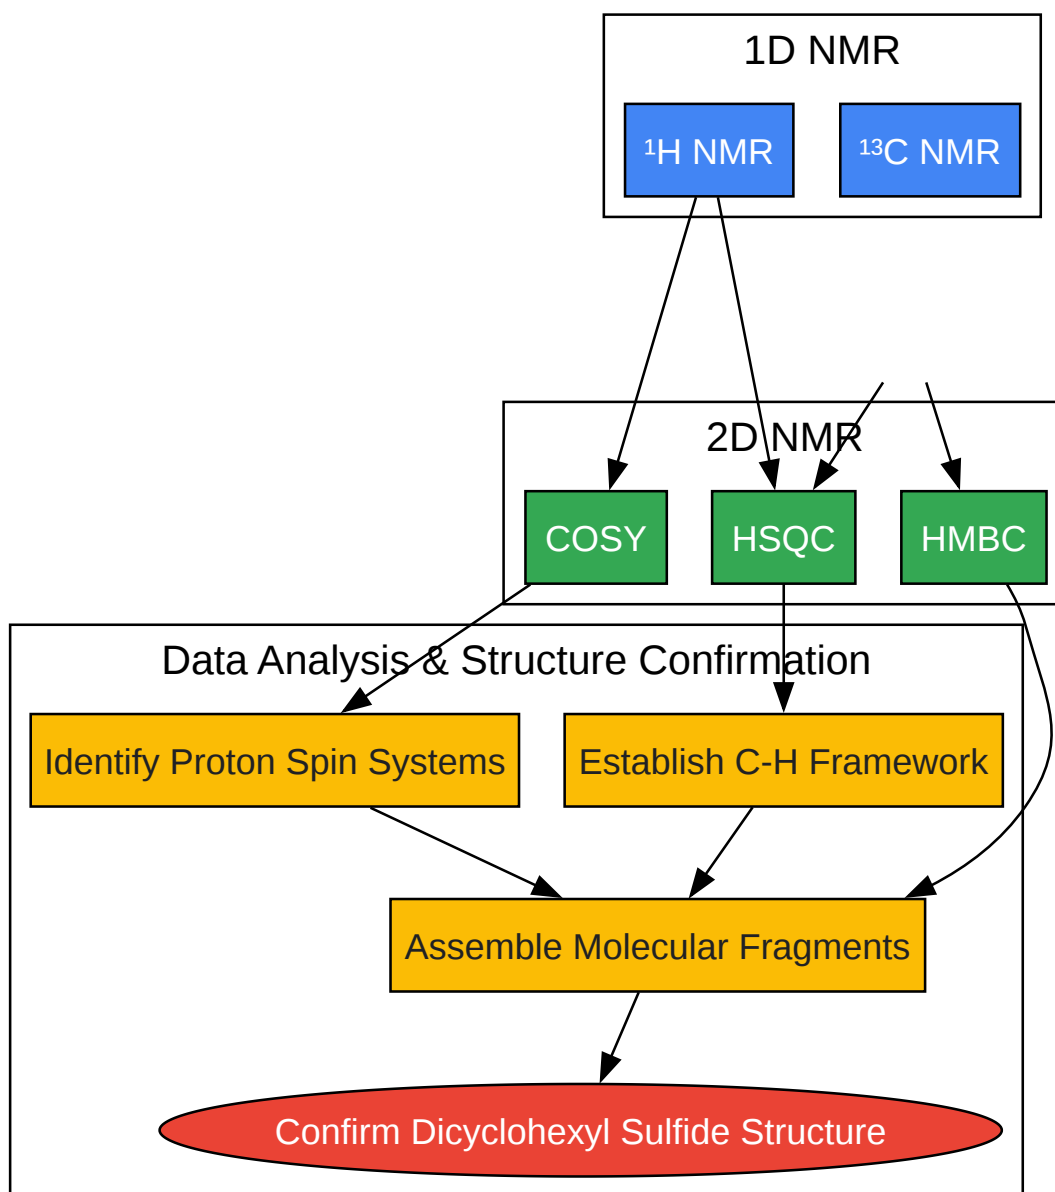 1D NMR
¹H NMR
¹³C NMR
2D NMR
COSY
HSQC
HMBC
Data Analysis & Structure Confirmation
Identify Proton Spin Systems
Establish C-H Framework
Assemble Molecular Fragments
Confirm Dicyclohexyl Sulfide Structure